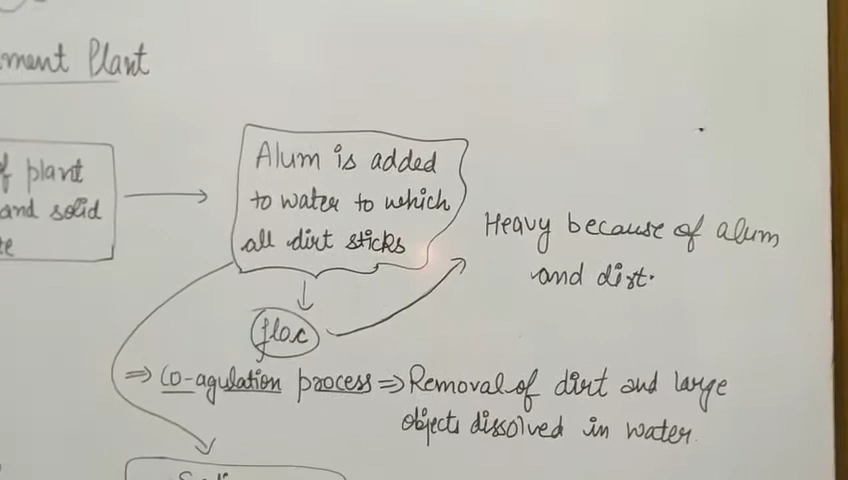 ment Plant
f plant
and solid
te
Alum is added
to water to which
all dirt sticks
Heavy because of alum
and dirt.
floc
⇒ Co-agulation process ⇒ Removal of dirt and large
objects dissolved in water.